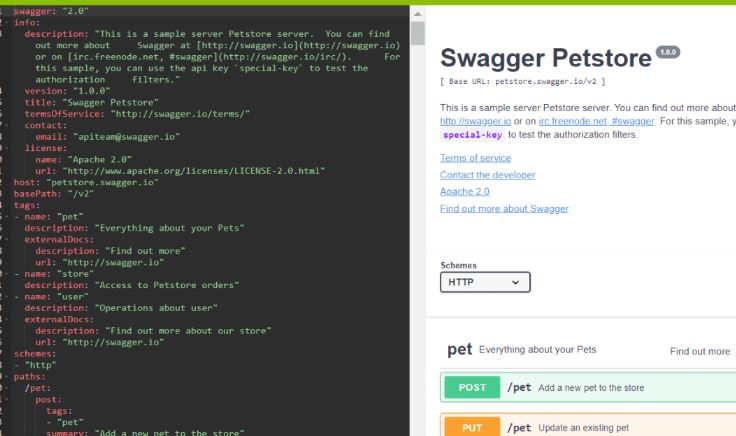 swagger: "2.0"
info:
description: "This is a sample server Petstore server.  You can find
out more about     Swagger at [http://swagger.io](http://swagger.io)
or on [irc.freenode.net, #swagger](http://swagger.io/irc/).      For
this sample, you can use the api key `special-key` to test the
authorization     filters."
version: "1.0.0"
title: "Swagger Petstore"
termsOfService: "http://swagger.io/terms/"
contact:
email: "apiteam@swagger.io"
license:
name: "Apache 2.0"
url: "http://www.apache.org/licenses/LICENSE-2.0.html"
host: "petstore.swagger.io"
basePath: "/v2"
tags:
- name: "pet"
description: "Everything about your Pets"
externalDocs:
description: "Find out more"
url: "http://swagger.io"
- name: "store"
description: "Access to Petstore orders"
- name: "user"
description: "Operations about user"
externalDocs:
description: "Find out more about our store"
url: "http://swagger.io"
schemes:
- "http"
paths:
/pet:
post:
tags:
- "pet"
summary: "Add a new pet to the store"
Swagger Petstore 1.0.0
[ Base URL: petstore.swagger.io/v2 ]
This is a sample server Petstore server. You can find out more about
http://swagger.io or on irc.freenode.net, #swagger. For this sample, y
special-key to test the authorization filters.
Terms of service
Contact the developer
Apache 2.0
Find out more about Swagger
Schemes
HTTP
pet Everything about your Pets Find out more:
POST /pet Add a new pet to the store
PUT /pet Update an existing pet